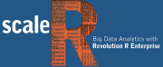 scale
R
Big Data Analytics with
Revolution R Enterprise